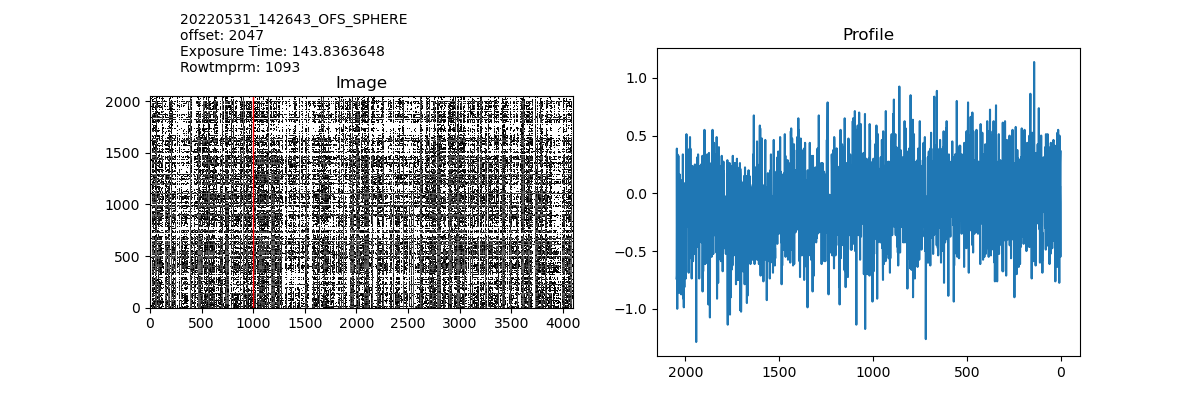 20220531_142643_OFS_SPHERE
offset: 2047
Exposure Time: 143.8363648
Rowtmprm: 1093
Image
2000
1500
1000
500
0
0 500 1000 1500 2000 2500 3000 3500 4000
Profile
1.0
0.5
0.0
−0.5
−1.0
2000 1500 1000 500 0